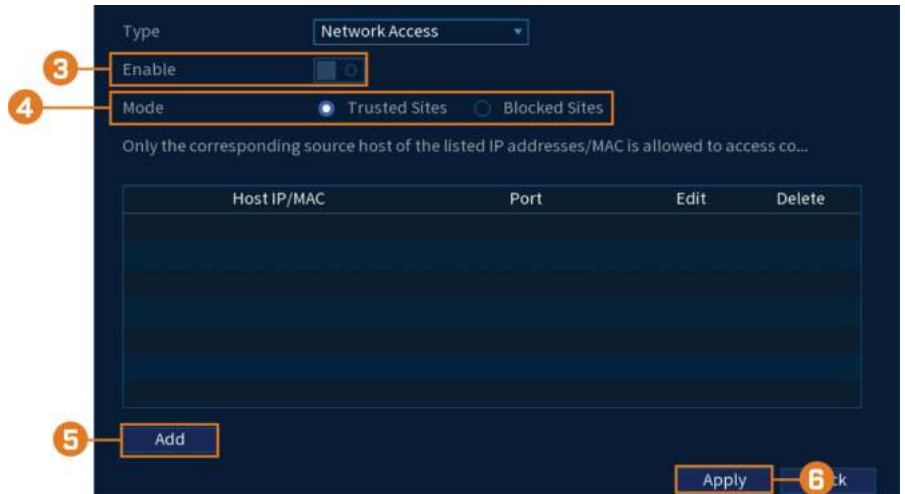 Type Network Access
3 Enable
4 Mode Trusted Sites Blocked Sites
Only the corresponding source host of the listed IP addresses/MAC is allowed to access co...
Host IP/MAC Port Edit Delete
5 Add
Apply 6 k